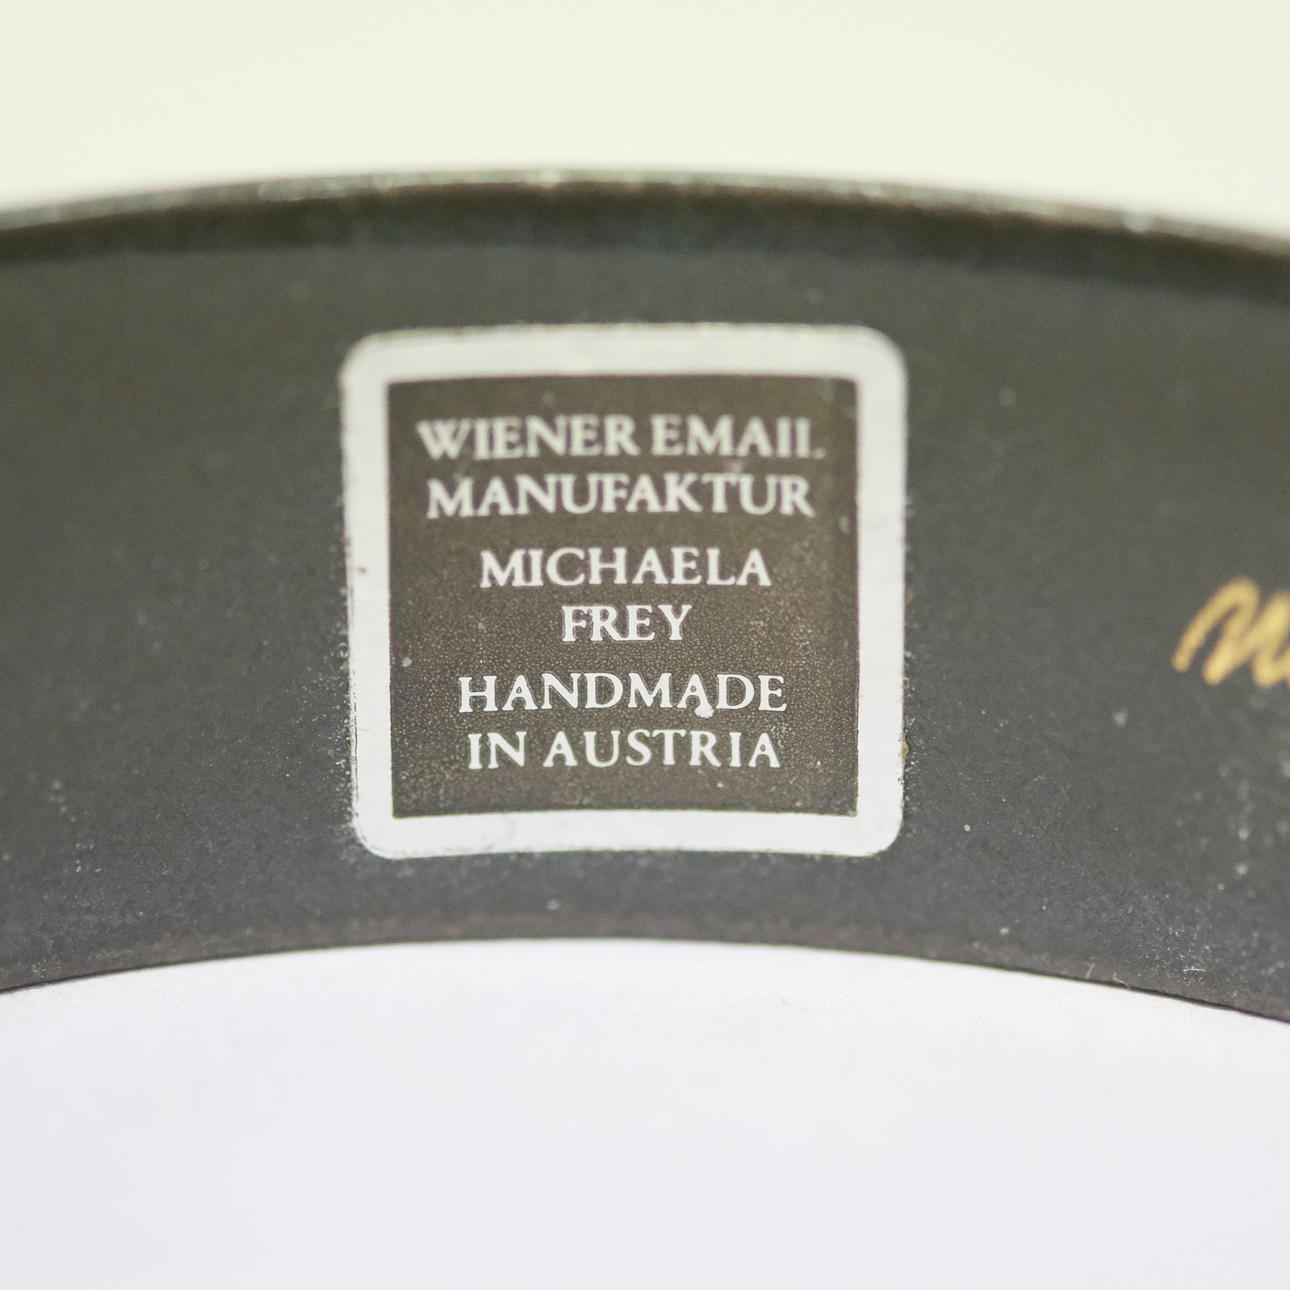 WIENER EMAIL
MANUFAKTUR
MICHAELA
FREY
HANDMADE
IN AUSTRIA